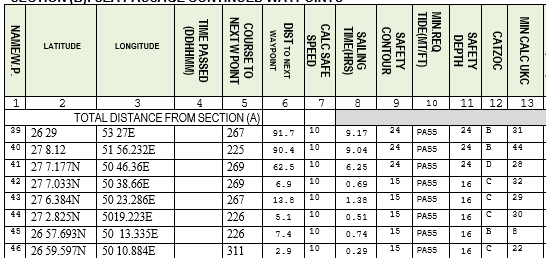 NAME/W.P. LATITUDE LONGITUDE TIME PASSED (DDHHMM) COURSE TO NEXT W POINT DIST TO NEXT WAYPOINT CALC SAFE SPEED SAILING TIME(HRS) SAFETY CONTOUR MIN.REQ TIDE(MT/FT) SAFETY DEPTH CATZOC MIN CALC UKC
1 2 3 4 5 6 7 8 9 10 11 12 13
TOTAL DISTANCE FROM SECTION (A)
39 26 29 53 27E 267 91.7 10 9.17 24 PASS 24 B 31
40 27 8.12 51 56.232E 225 90.4 10 9.04 24 PASS 24 B 44
41 27 7.177N 50 46.36E 269 62.5 10 6.25 24 PASS 24 D 28
42 27 7.033N 50 38.66E 269 6.9 10 0.69 15 PASS 16 C 32
43 27 6.384N 50 23.286E 267 13.8 10 1.38 15 PASS 16 C 29
44 27 2.825N 5019.223E 226 5.1 10 0.51 15 PASS 16 C 30
45 26 57.693N 50 13.335E 226 7.4 10 0.74 15 PASS 16 B 8
46 26 59.597N 50 10.884E 311 2.9 10 0.29 15 PASS 16 C 22